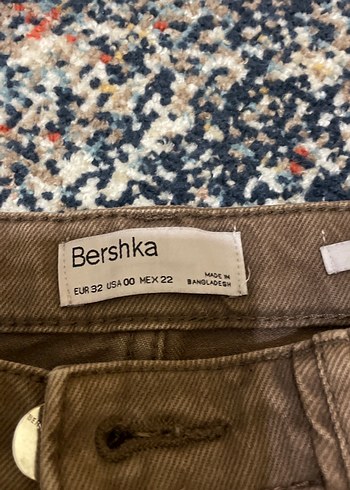 Bershka
EUR 32 USA 00 MEX 22
MADE IN
BANGLADESH